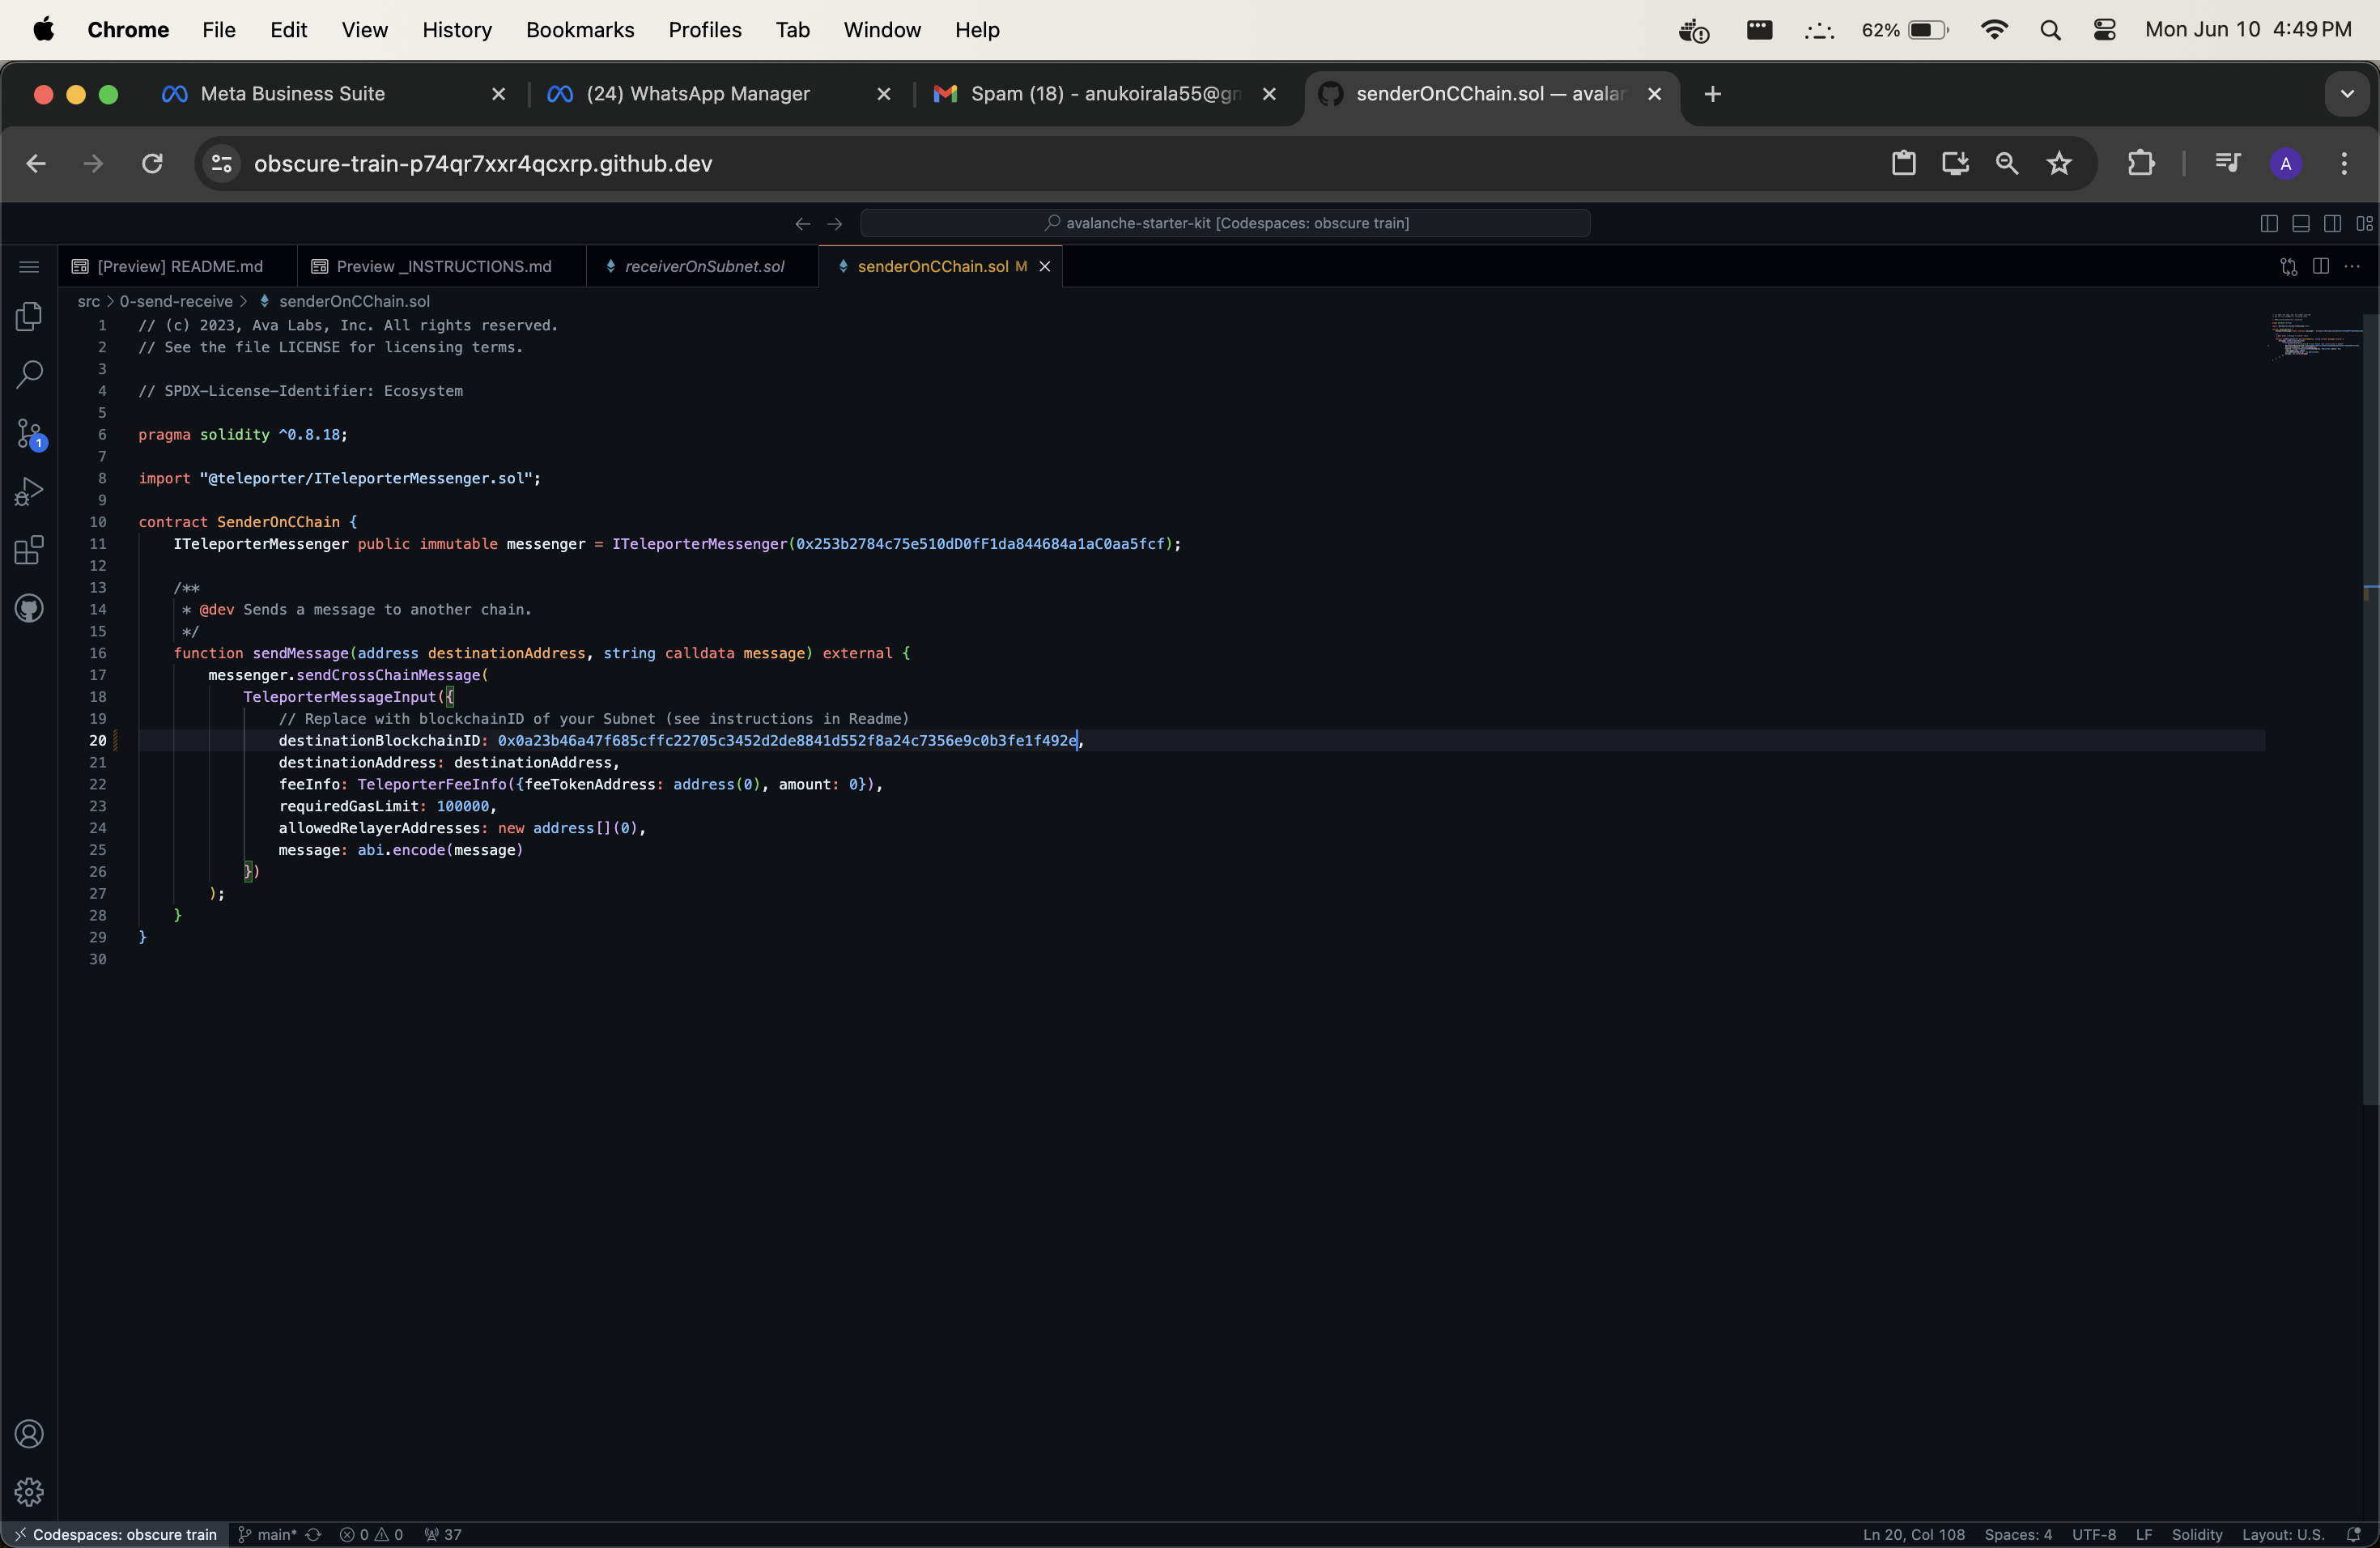 Chrome File Edit View History Bookmarks Profiles Tab Window Help 62% Mon Jun 10 4:49 PM
Meta Business Suite (24) WhatsApp Manager Spam (18) - anukoirala55@gm senderOnCChain.sol — avalan
obscure-train-p74qr7xxr4qcxrp.github.dev A
avalanche-starter-kit [Codespaces: obscure train]
[Preview] README.md Preview _INSTRUCTIONS.md receiverOnSubnet.sol senderOnCChain.sol M
src > 0-send-receive > senderOnCChain.sol
1 // (c) 2023, Ava Labs, Inc. All rights reserved.
2 // See the file LICENSE for licensing terms.
3
4 // SPDX-License-Identifier: Ecosystem
5
6 pragma solidity ^0.8.18;
7
8 import "@teleporter/ITeleporterMessenger.sol";
9
10 contract SenderOnCChain {
11 ITeleporterMessenger public immutable messenger = ITeleporterMessenger(0x253b2784c75e510dD0fF1da844684a1aC0aa5fcf);
12
13 /**
14 * @dev Sends a message to another chain.
15 */
16 function sendMessage(address destinationAddress, string calldata message) external {
17 messenger.sendCrossChainMessage(
18 TeleporterMessageInput({
19 // Replace with blockchainID of your Subnet (see instructions in Readme)
20 destinationBlockchainID: 0x0a23b46a47f685cffc22705c3452d2de8841d552f8a24c7356e9c0b3fe1f492e,
21 destinationAddress: destinationAddress,
22 feeInfo: TeleporterFeeInfo({feeTokenAddress: address(0), amount: 0}),
23 requiredGasLimit: 100000,
24 allowedRelayerAddresses: new address[](0),
25 message: abi.encode(message)
26 })
27 );
28 }
29 }
30
1
Codespaces: obscure train main* 0 0 37 Ln 20, Col 108 Spaces: 4 UTF-8 LF Solidity Layout: U.S.